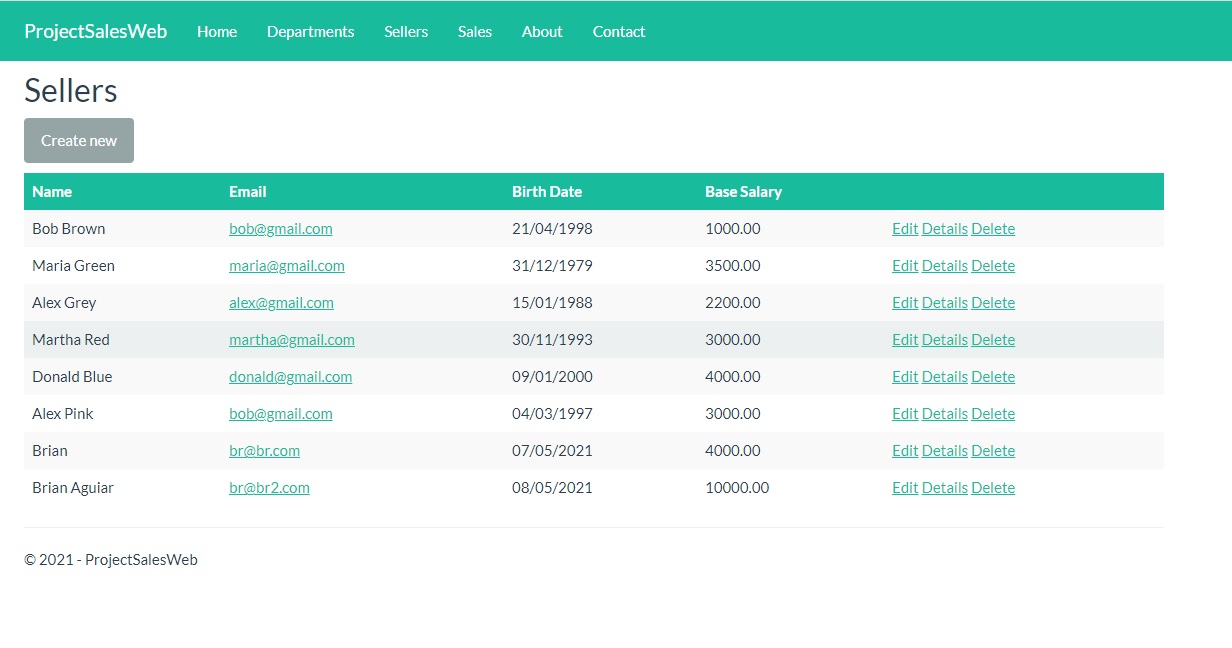 ProjectSalesWeb Home Departments Sellers Sales About Contact
Sellers
Create new
Name Email Birth Date Base Salary
Bob Brown bob@gmail.com 21/04/1998 1000.00 Edit Details Delete
Maria Green maria@gmail.com 31/12/1979 3500.00 Edit Details Delete
Alex Grey alex@gmail.com 15/01/1988 2200.00 Edit Details Delete
Martha Red martha@gmail.com 30/11/1993 3000.00 Edit Details Delete
Donald Blue donald@gmail.com 09/01/2000 4000.00 Edit Details Delete
Alex Pink bob@gmail.com 04/03/1997 3000.00 Edit Details Delete
Brian br@br.com 07/05/2021 4000.00 Edit Details Delete
Brian Aguiar br@br2.com 08/05/2021 10000.00 Edit Details Delete
© 2021 - ProjectSalesWeb